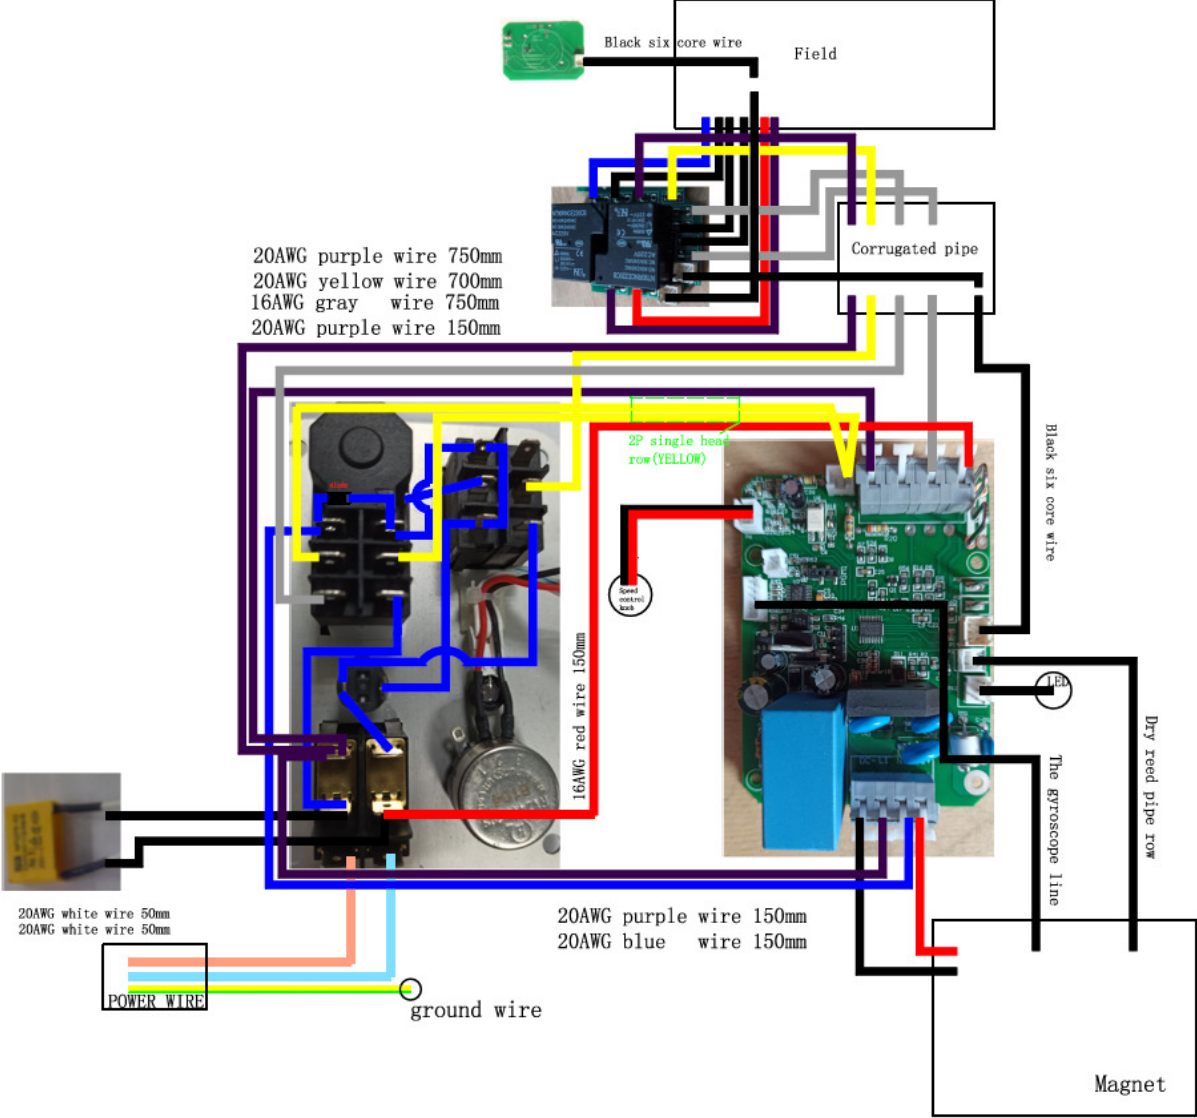 Black six core wire
Field
20AWG purple wire 750mm
20AWG yellow wire 700mm
16AWG gray wire 750mm
20AWG purple wire 150mm
Corrugated pipe
2P single head
row(YELLOW)
Black six core wire
diode
Speed
control
knob
16AWG red wire 150mm
LED
Dry reed pipe row
The gyroscope line
20AWG white wire 50mm
20AWG white wire 50mm
20AWG purple wire 150mm
20AWG blue wire 150mm
POWER WIRE
ground wire
Magnet